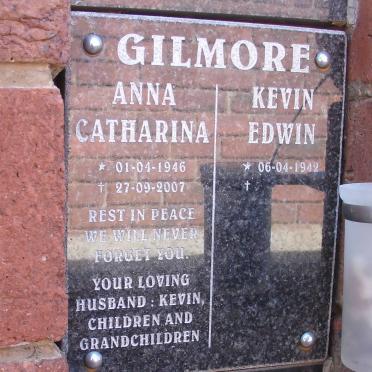 GILMORE
ANNA
CATHARINA
* 01-04-1946
† 27-09-2007
REST IN PEACE
WE WILL NEVER
FORGET YOU.
YOUR LOVING
HUSBAND : KEVIN,
CHILDREN AND
GRANDCHILDREN
KEVIN
EDWIN
* 06-04-1942
†